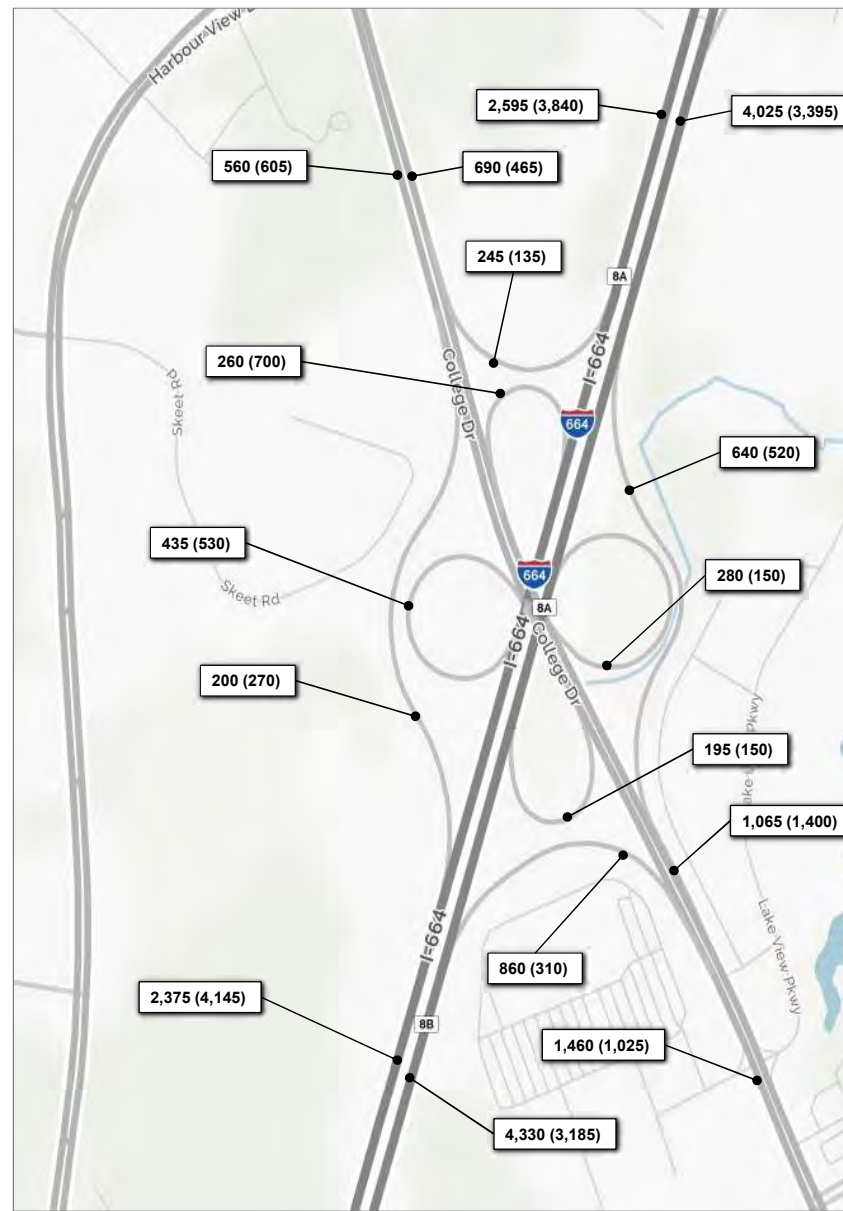 Harbour View
2,595 (3,840)
4,025 (3,395)
560 (605)
690 (465)
245 (135)
8A
I-664
260 (700)
College Dr
Skeet Rd
664
640 (520)
435 (530)
Skeet Rd
664
8A
280 (150)
I-664
College Dr
200 (270)
Pkwy
195 (150)
1,065 (1,400)
I-664
Lake View Pkwy
860 (310)
2,375 (4,145)
8B
1,460 (1,025)
4,330 (3,185)